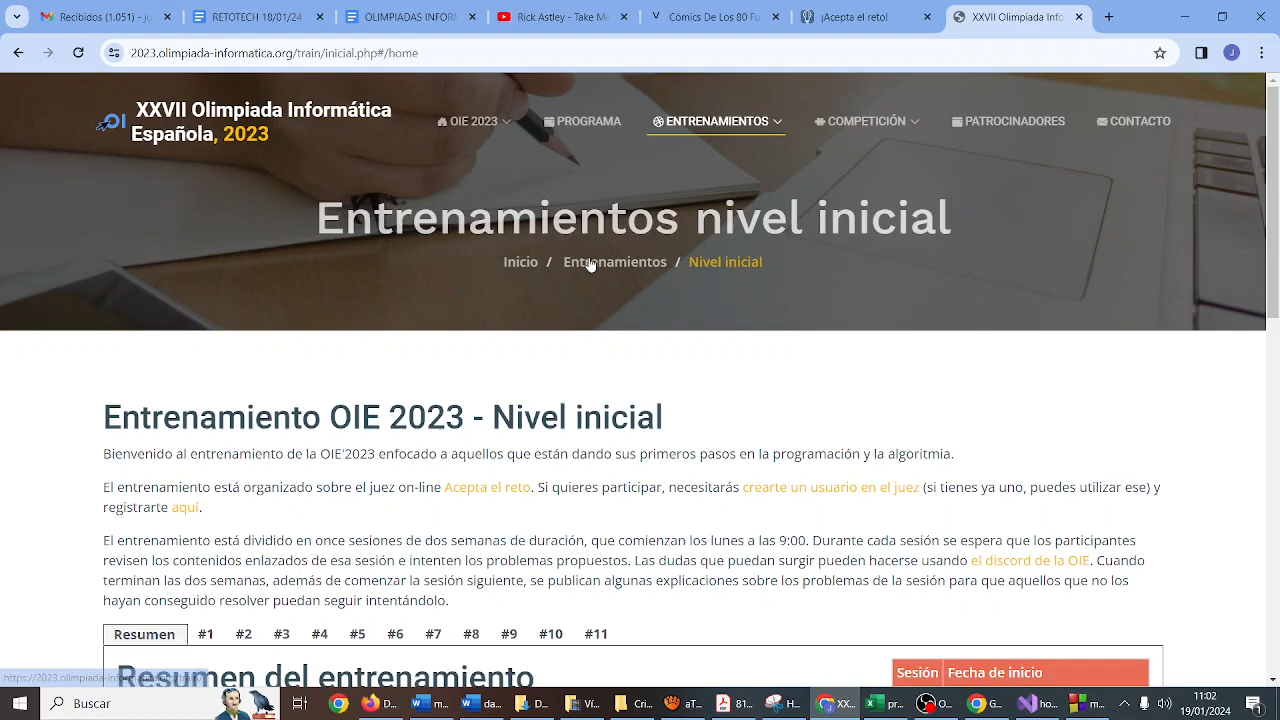 Recibidos (1.151) - ju
RETOTECH 18/01/24
OLIMPIADAS INFOR
Rick Astley - Take Me
Cómics De Los 80 Fu
¡Acepta el reto!
XXVII Olimpiada Info
2023.olimpiada-informatica.org/train/inicial.php#/home
XXVII Olimpiada Informática
Española, 2023
OIE 2023
PROGRAMA
ENTRENAMIENTOS
COMPETICIÓN
PATROCINADORES
CONTACTO
Entrenamientos nivel inicial
Inicio / Entrenamientos / Nivel inicial
Entrenamiento OIE 2023 - Nivel inicial
Bienvenido al entrenamiento de la OIE'2023 enfocado a aquellos que están dando sus primeros pasos en la programación y la algoritmia.
El entrenamiento está organizado sobre el juez on-line Acepta el reto. Si quieres participar, necesitarás crearte un usuario en el juez (si tienes ya uno, puedes utilizar ese) y
registrarte aquí.
El entrenamiento está dividido en once sesiones de dos semanas de duración, que comienzan los lunes a las 9:00. Durante cada sesión se espera que los participantes
revisen los contenidos enlazados de esa sesión e intenten los problemas propuestos. Las dudas que puedan surgir pueden hacerse usando el discord de la OIE. Cuando
terminan las dos semanas, además de comenzar la sesión siguiente, se publican algunas explicaciones sobre los problemas de la sesión para que aquellos que no los
hayan conseguido resolver puedan seguir intentándolo.
Resumen #1 #2 #3 #4 #5 #6 #7 #8 #9 #10 #11
Resumen del entrenamiento
Sesión Fecha de inicio
Buscar
m...
da...
D...
Vi...
Cr...
aT...
81...
H...
XX...
pr...
O...
G...
h...
m...
11:02
19/01/2024